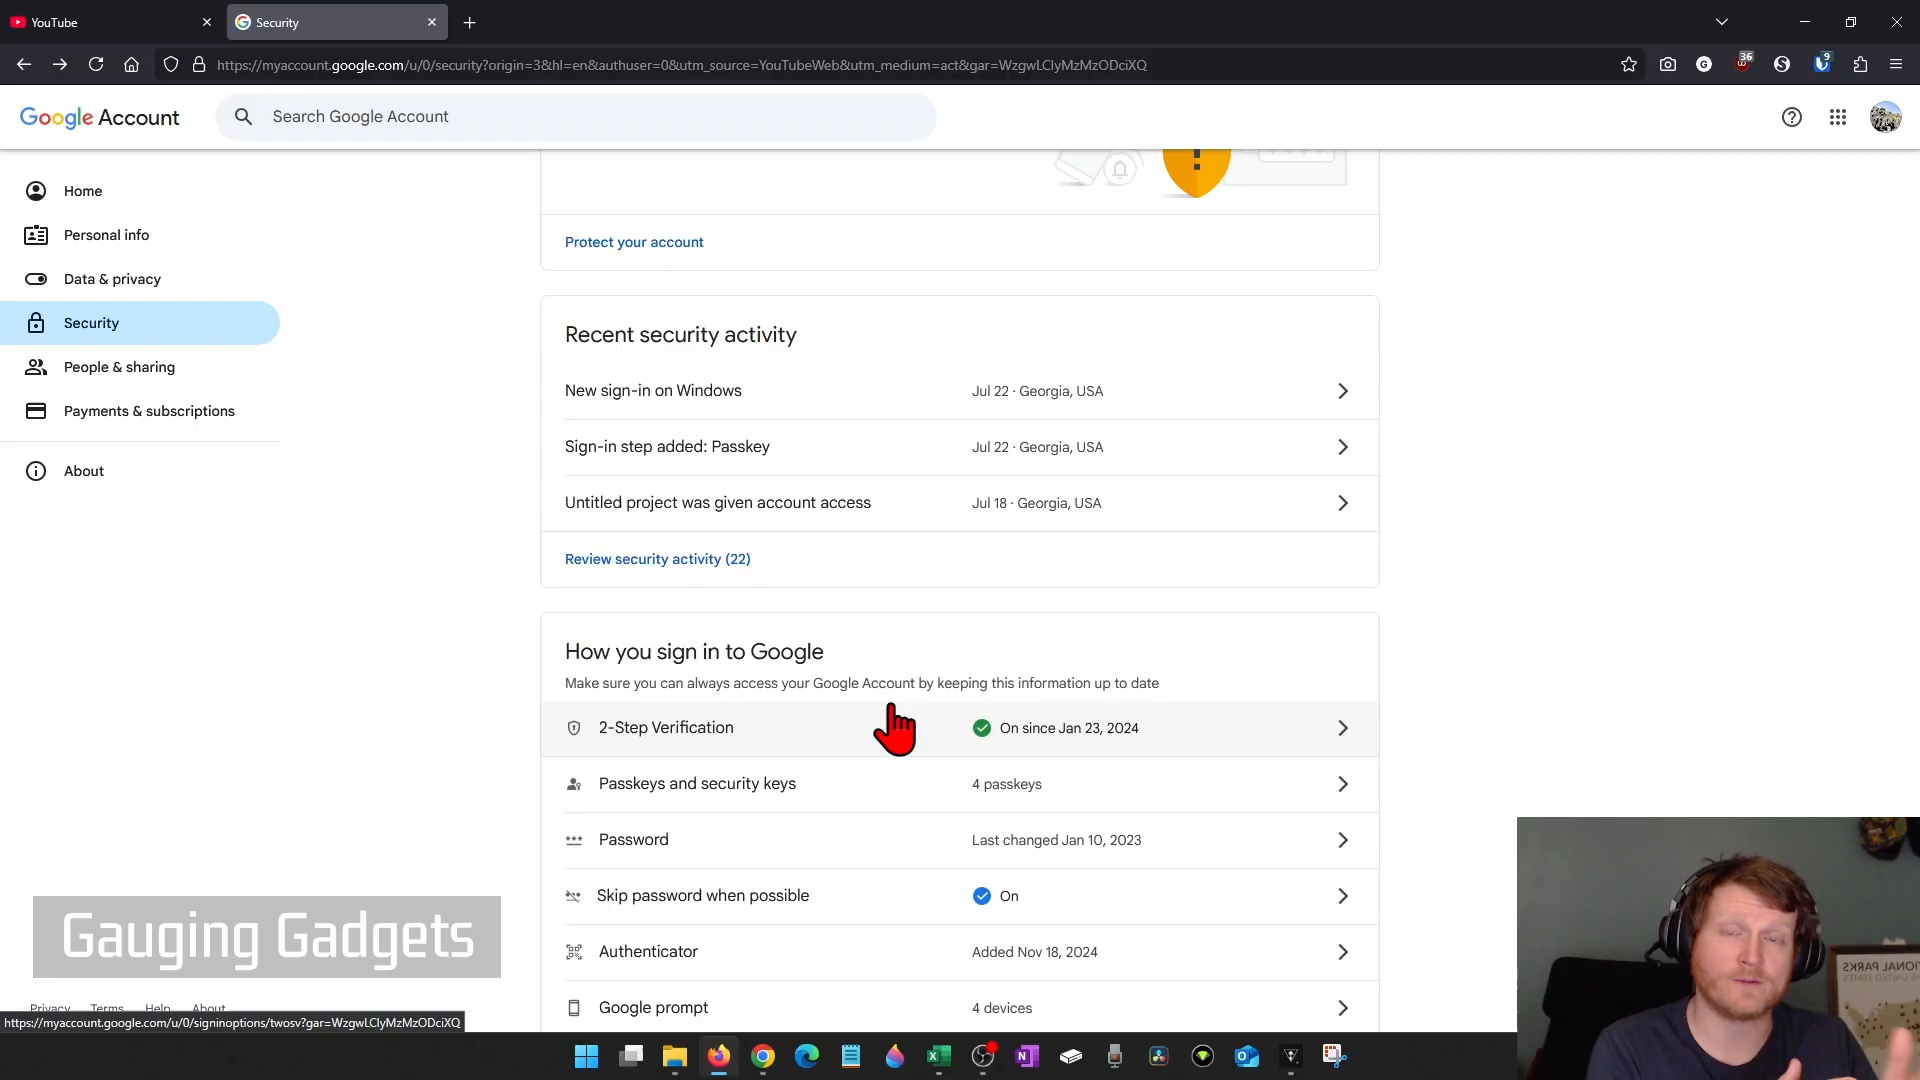 YouTube
Security
https://myaccount.google.com/u/0/security?origin=3&hl=en&authuser=0&utm_source=YouTubeWeb&utm_medium=act&gar=WzgwLClyMzMzODciXQ
36
9
Google Account
Search Google Account
Home
Personal info
Data & privacy
Security
People & sharing
Payments & subscriptions
About
Protect your account
Recent security activity
New sign-in on Windows
Jul 22 · Georgia, USA
Sign-in step added: Passkey
Jul 22 · Georgia, USA
Untitled project was given account access
Jul 18 · Georgia, USA
Review security activity (22)
How you sign in to Google
Make sure you can always access your Google Account by keeping this information up to date
2-Step Verification
On since Jan 23, 2024
Passkeys and security keys
4 passkeys
Password
Last changed Jan 10, 2023
Skip password when possible
On
Authenticator
Added Nov 18, 2024
Google prompt
4 devices
Gauging Gadgets
Privacy Terms Help About
https://myaccount.google.com/u/0/signinoptions/twosv?gar=WzgwLClyMzMzODciXQ